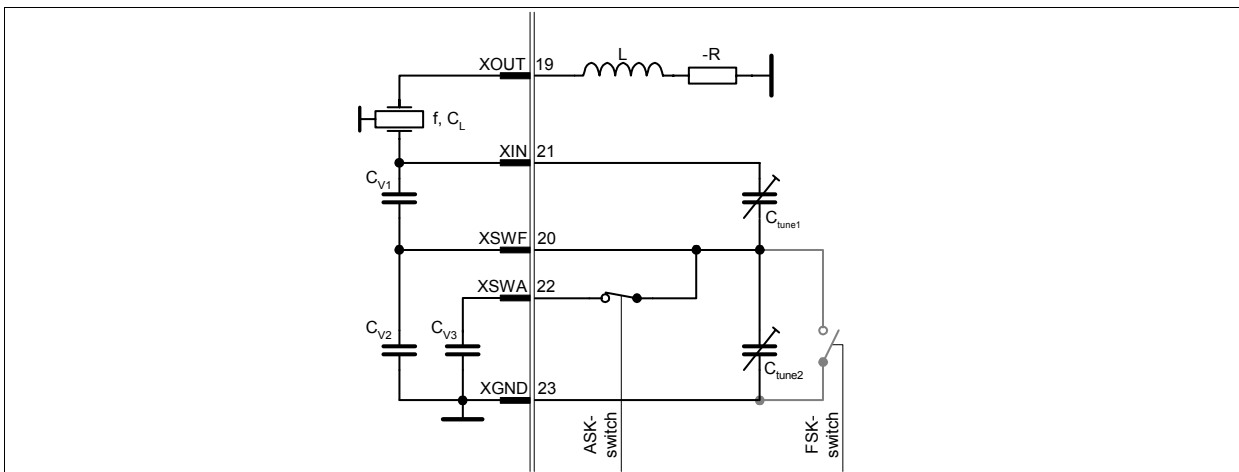 L
-R
XOUT 19
f, CL
XIN 21
CV1
Ctune1
XSWF 20
XSWA 22
CV2
CV3
Ctune2
XGND 23
ASK-
switch
FSK-
switch